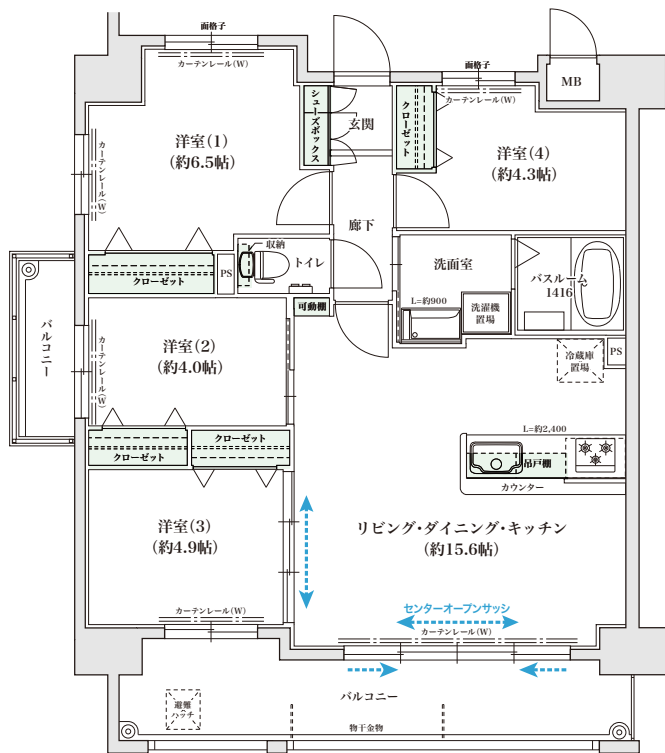 面格子
カーテンレール(W)
面格子
カーテンレール(W)
MB
シューズボックス
玄関
クローゼット
洋室(1)
(約6.5帖)
洋室(4)
(約4.3帖)
カーテンレール(W)
廊下
収納
トイレ
洗面室
バスルーム
1416
クローゼット
PS
L=約900
洗濯機
置場
可動棚
バルコニー
カーテンレール(W)
洋室(2)
(約4.0帖)
冷蔵庫
置場
PS
クローゼット
クローゼット
L=約2,400
吊戸棚
カウンター
洋室(3)
(約4.9帖)
リビング・ダイニング・キッチン
(約15.6帖)
カーテンレール(W)
センターオープンサッシ
カーテンレール(W)
バルコニー
避難
ハッチ
物干金物